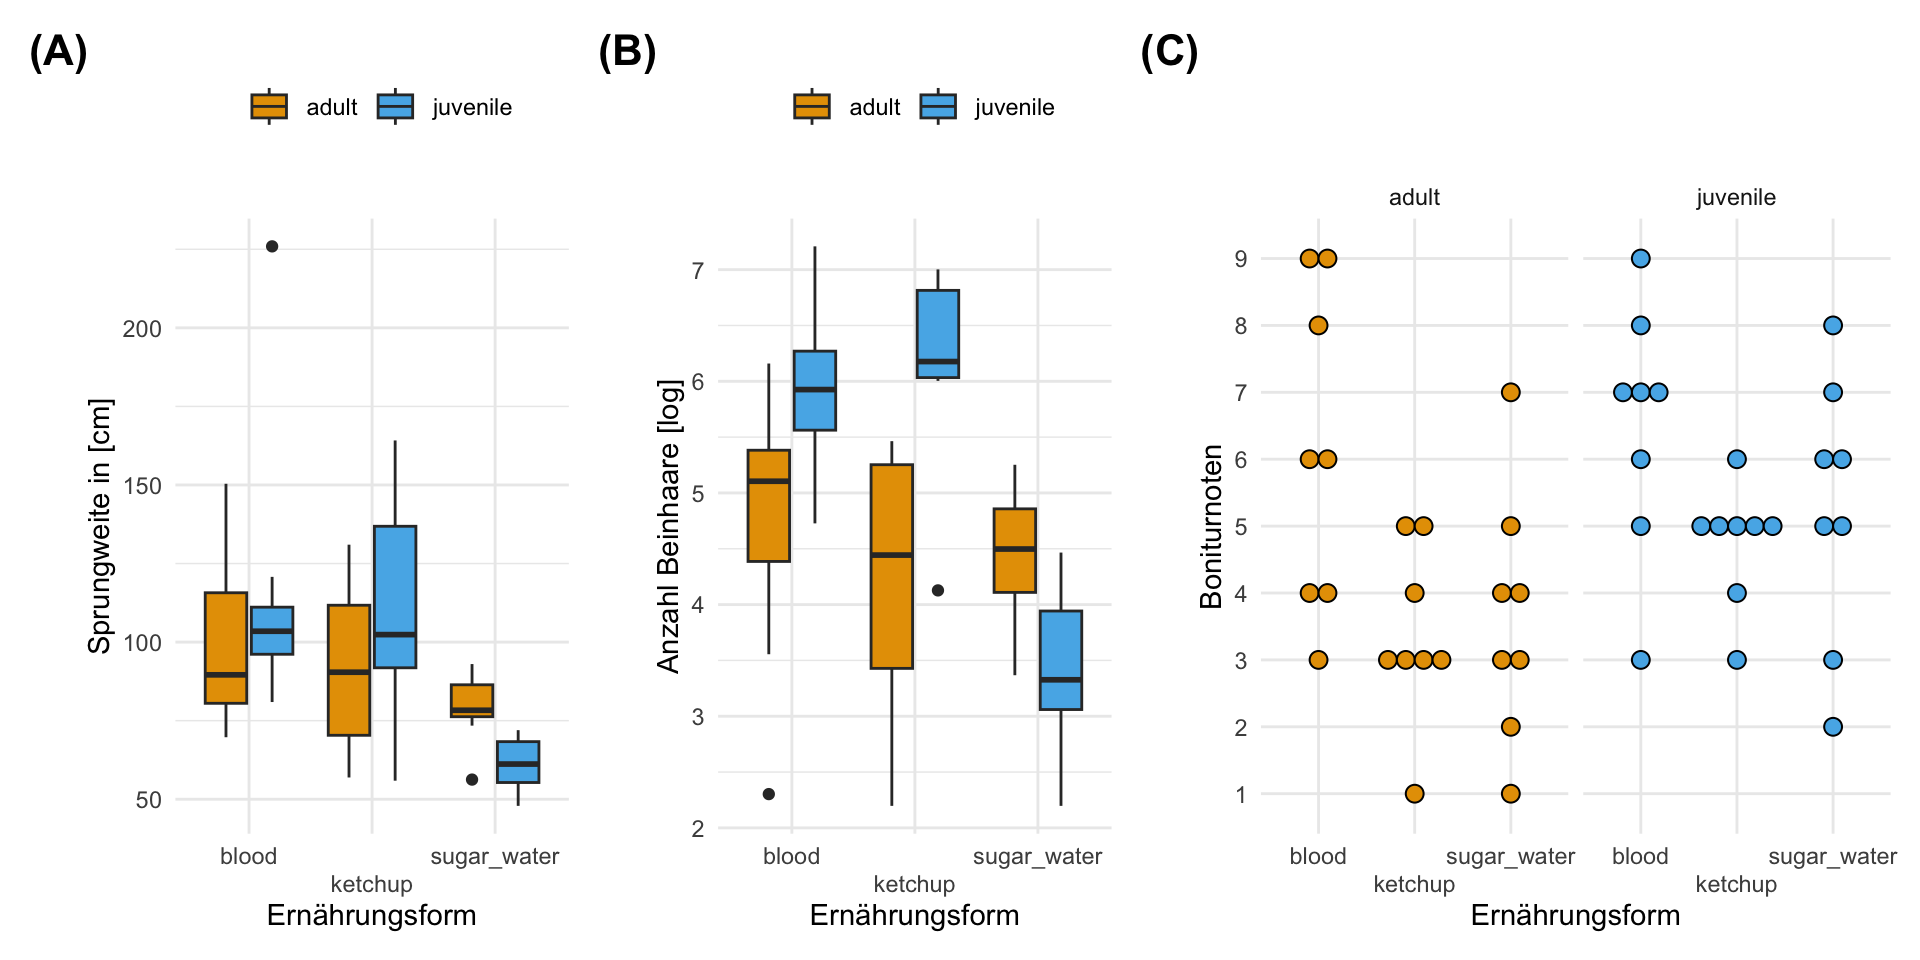 (A)
adult juvenile
Sprungweite in [cm]
200
150
100
50
blood sugar_water
ketchup
Ernährungsform
(B)
adult juvenile
Anzahl Beinhaare [log]
7
6
5
4
3
2
blood sugar_water
ketchup
Ernährungsform
(C)
adult juvenile
Boniturnoten
9
8
7
6
5
4
3
2
1
blood sugar_water blood sugar_water
ketchup ketchup
Ernährungsform